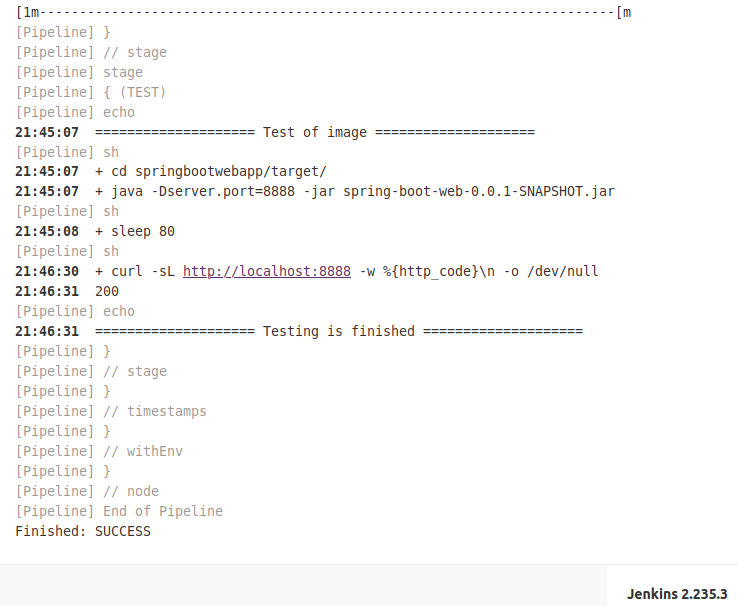 [1m------------------------------------------------------------------------[m
[Pipeline] }
[Pipeline] // stage
[Pipeline] stage
[Pipeline] { (TEST)
[Pipeline] echo
21:45:07  ==================== Test of image ====================
[Pipeline] sh
21:45:07  + cd springbootwebapp/target/
21:45:07  + java -Dserver.port=8888 -jar spring-boot-web-0.0.1-SNAPSHOT.jar
[Pipeline] sh
21:45:08  + sleep 80
[Pipeline] sh
21:46:30  + curl -sL http://localhost:8888 -w %{http_code}\n -o /dev/null
21:46:31  200
[Pipeline] echo
21:46:31  ==================== Testing is finished ====================
[Pipeline] }
[Pipeline] // stage
[Pipeline] }
[Pipeline] // timestamps
[Pipeline] }
[Pipeline] // withEnv
[Pipeline] }
[Pipeline] // node
[Pipeline] End of Pipeline
Finished: SUCCESS
Jenkins 2.235.3